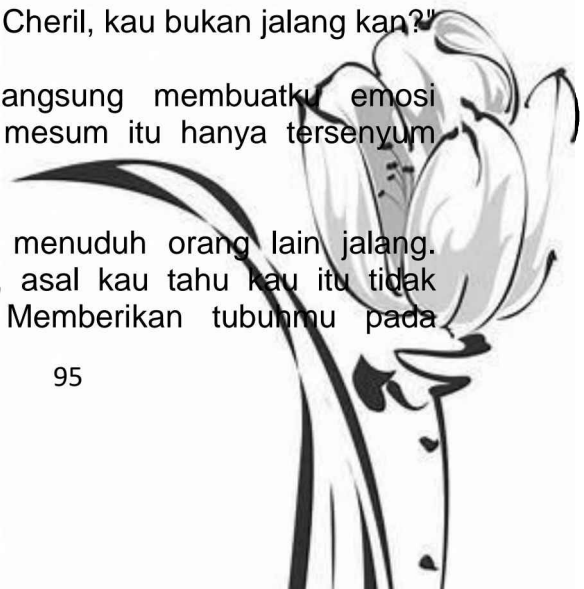 Cheril, kau bukan jalang kan?"
angsung membuatku emosi
mesum itu hanya tersenyum
menuduh orang lain jalang.
asal kau tahu kau itu tidak
Memberikan tubuhmu pada
95